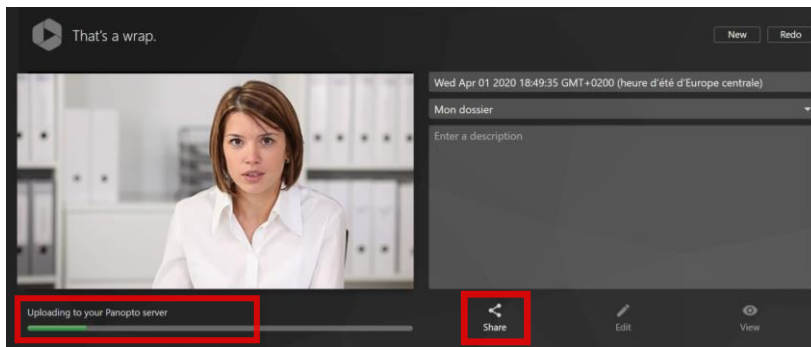 That's a wrap.
New
Redo
Wed Apr 01 2020 18:49:35 GMT+0200 (heure d'été d'Europe centrale)
Mon dossier
Enter a description
Uploading to your Panopto server
Share
Edit
View